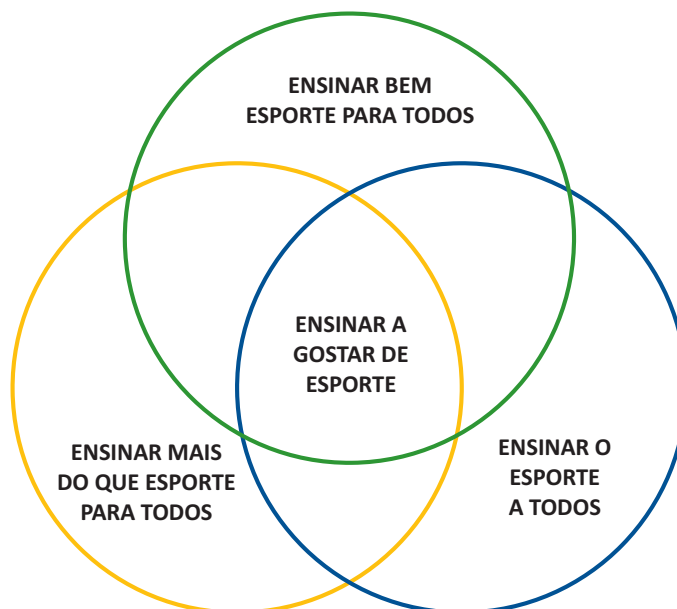 ENSINAR BEM
ESPORTE PARA TODOS
ENSINAR A
GOSTAR DE
ESPORTE
ENSINAR MAIS
DO QUE ESPORTE
PARA TODOS
ENSINAR O
ESPORTE
A TODOS